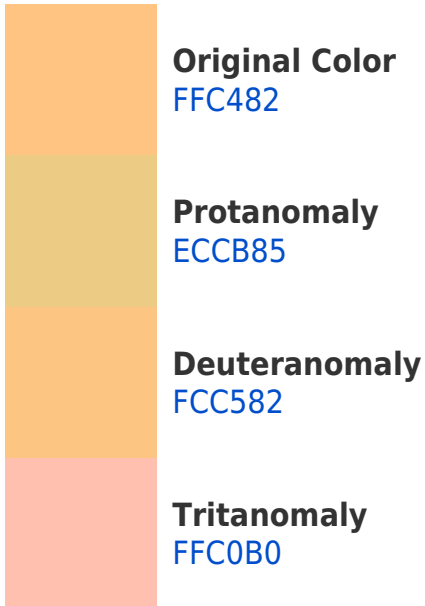 Original Color
FFC482
Protanomaly
ECCB85
Deuteranomaly
FCC582
Tritanomaly
FFC0B0